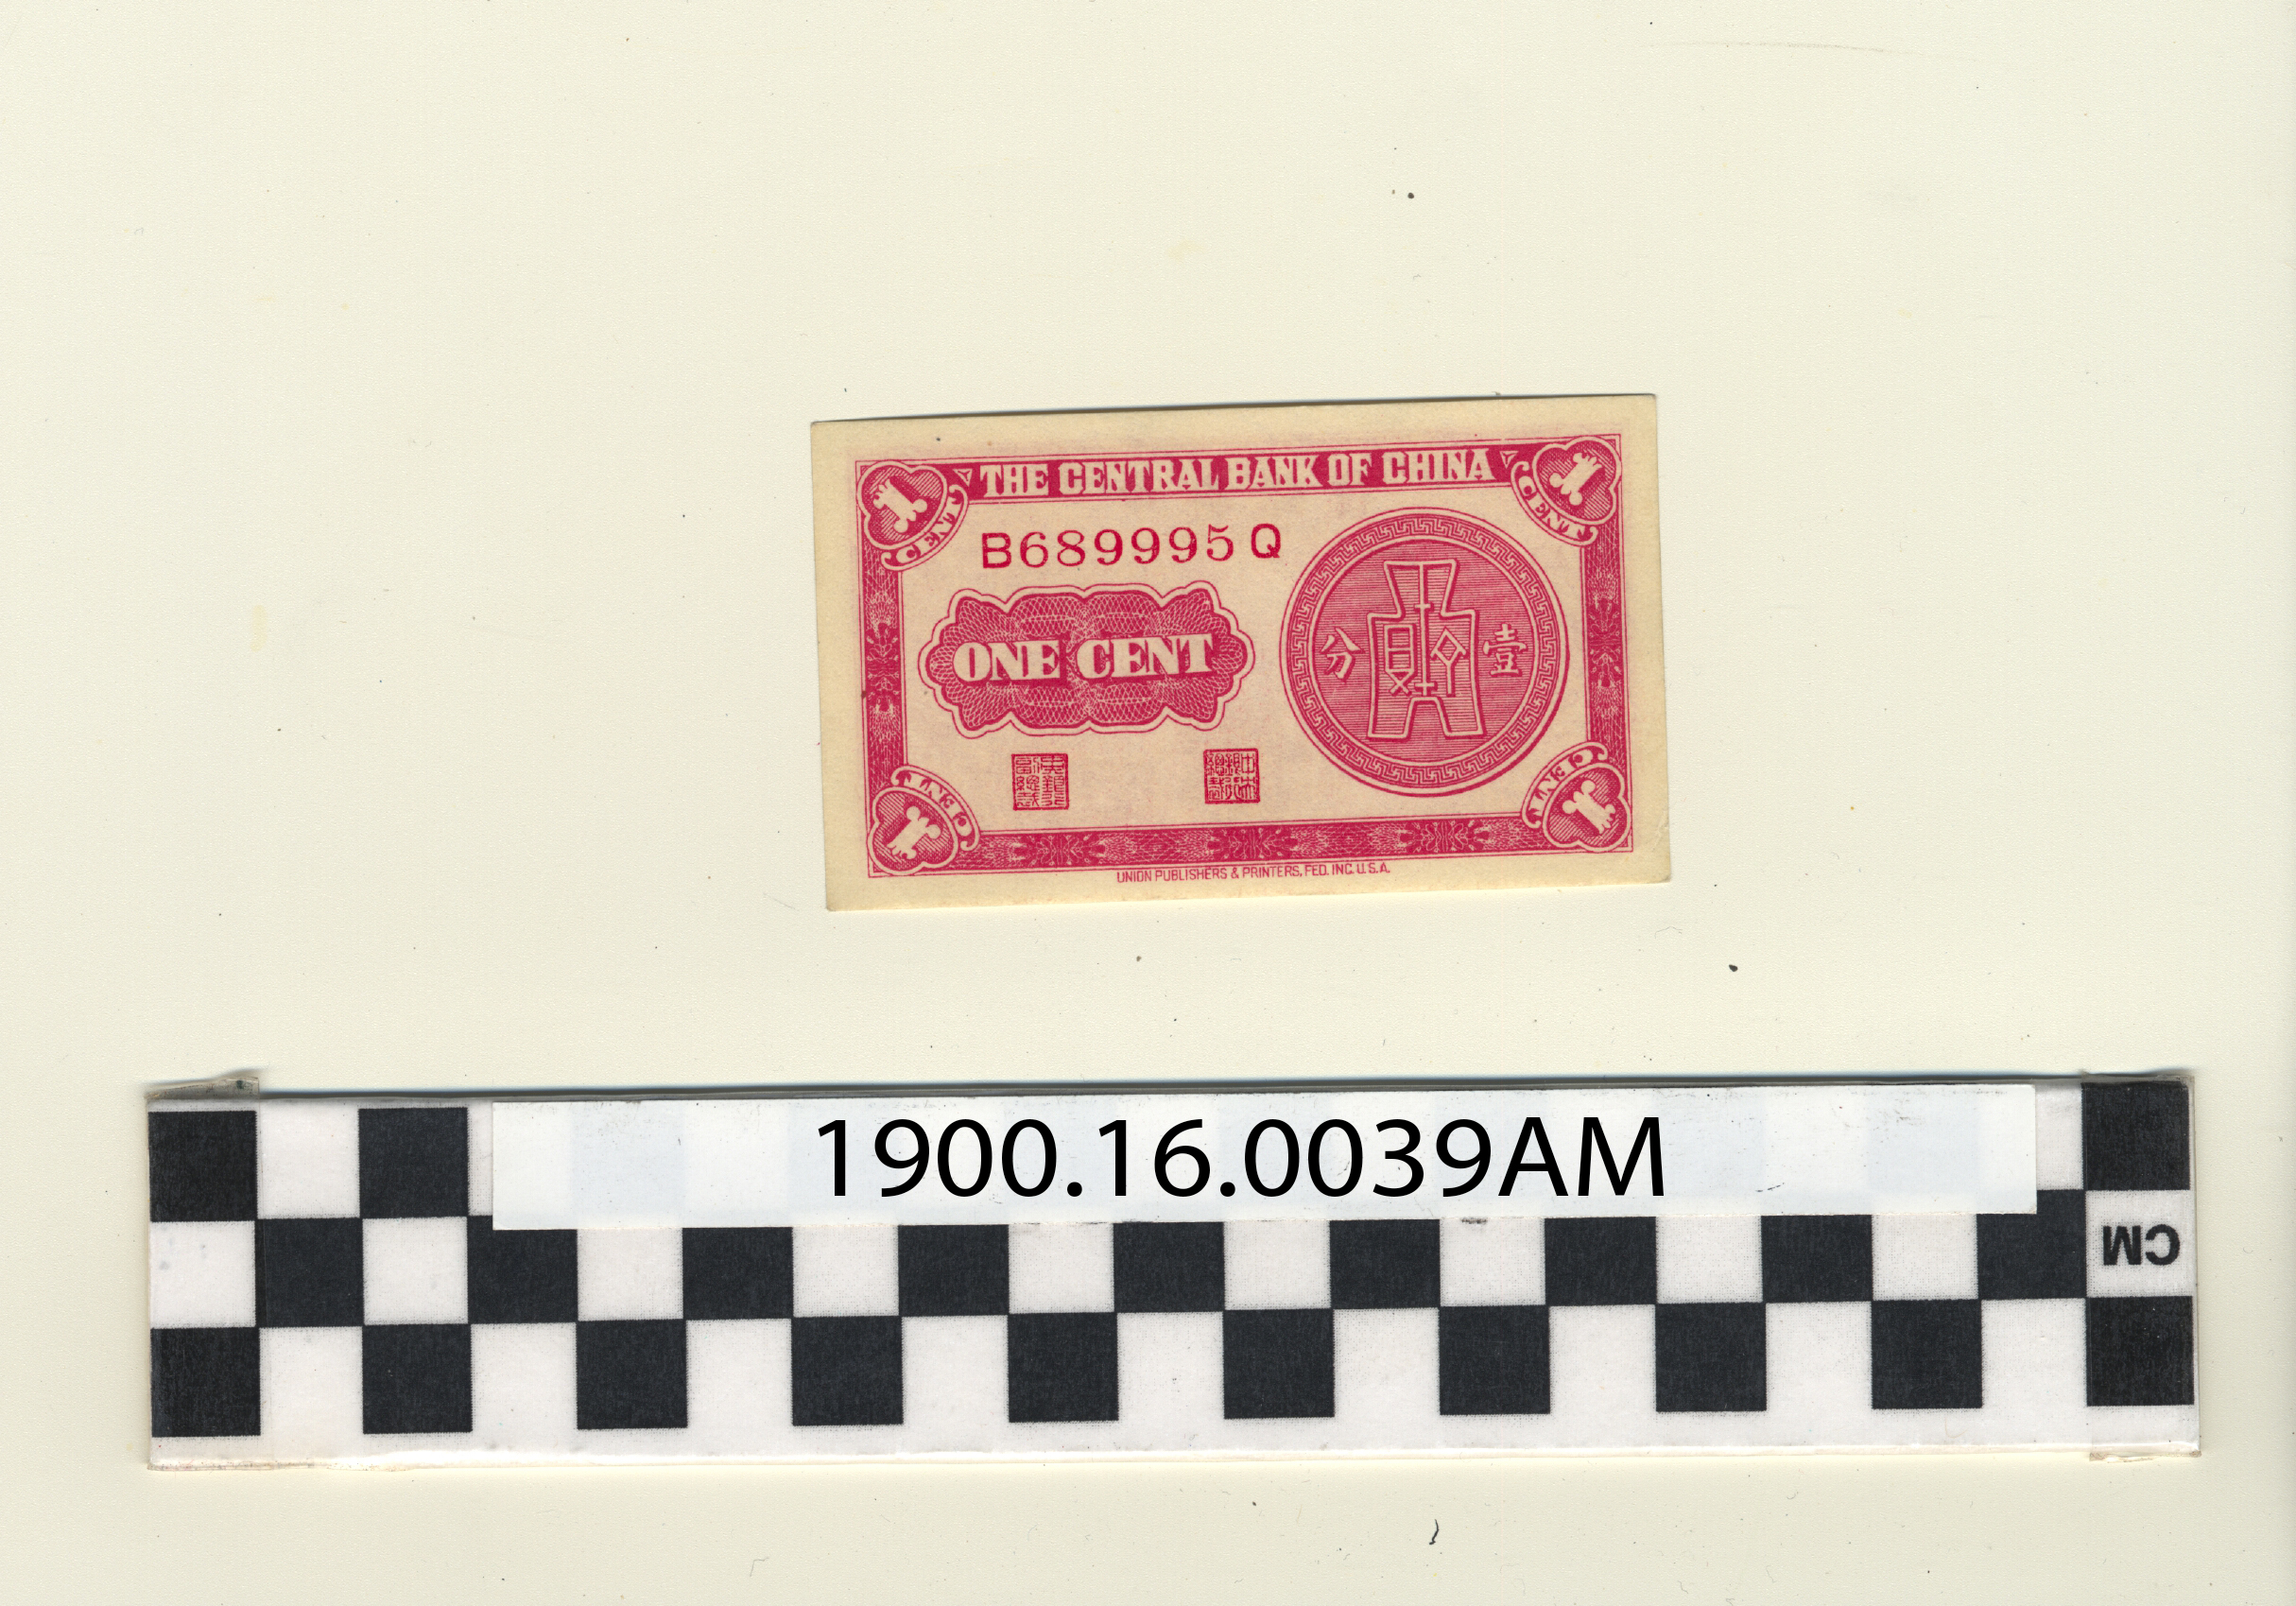 THE CENTRAL BANK OF CHINA
1 CENT
1 CENT
B689995Q
ONE CENT
分 壹
1 CENT
1 CENT
UNION PUBLISHERS & PRINTERS, FED. INC. U.S.A.
1900.16.0039AM
CM